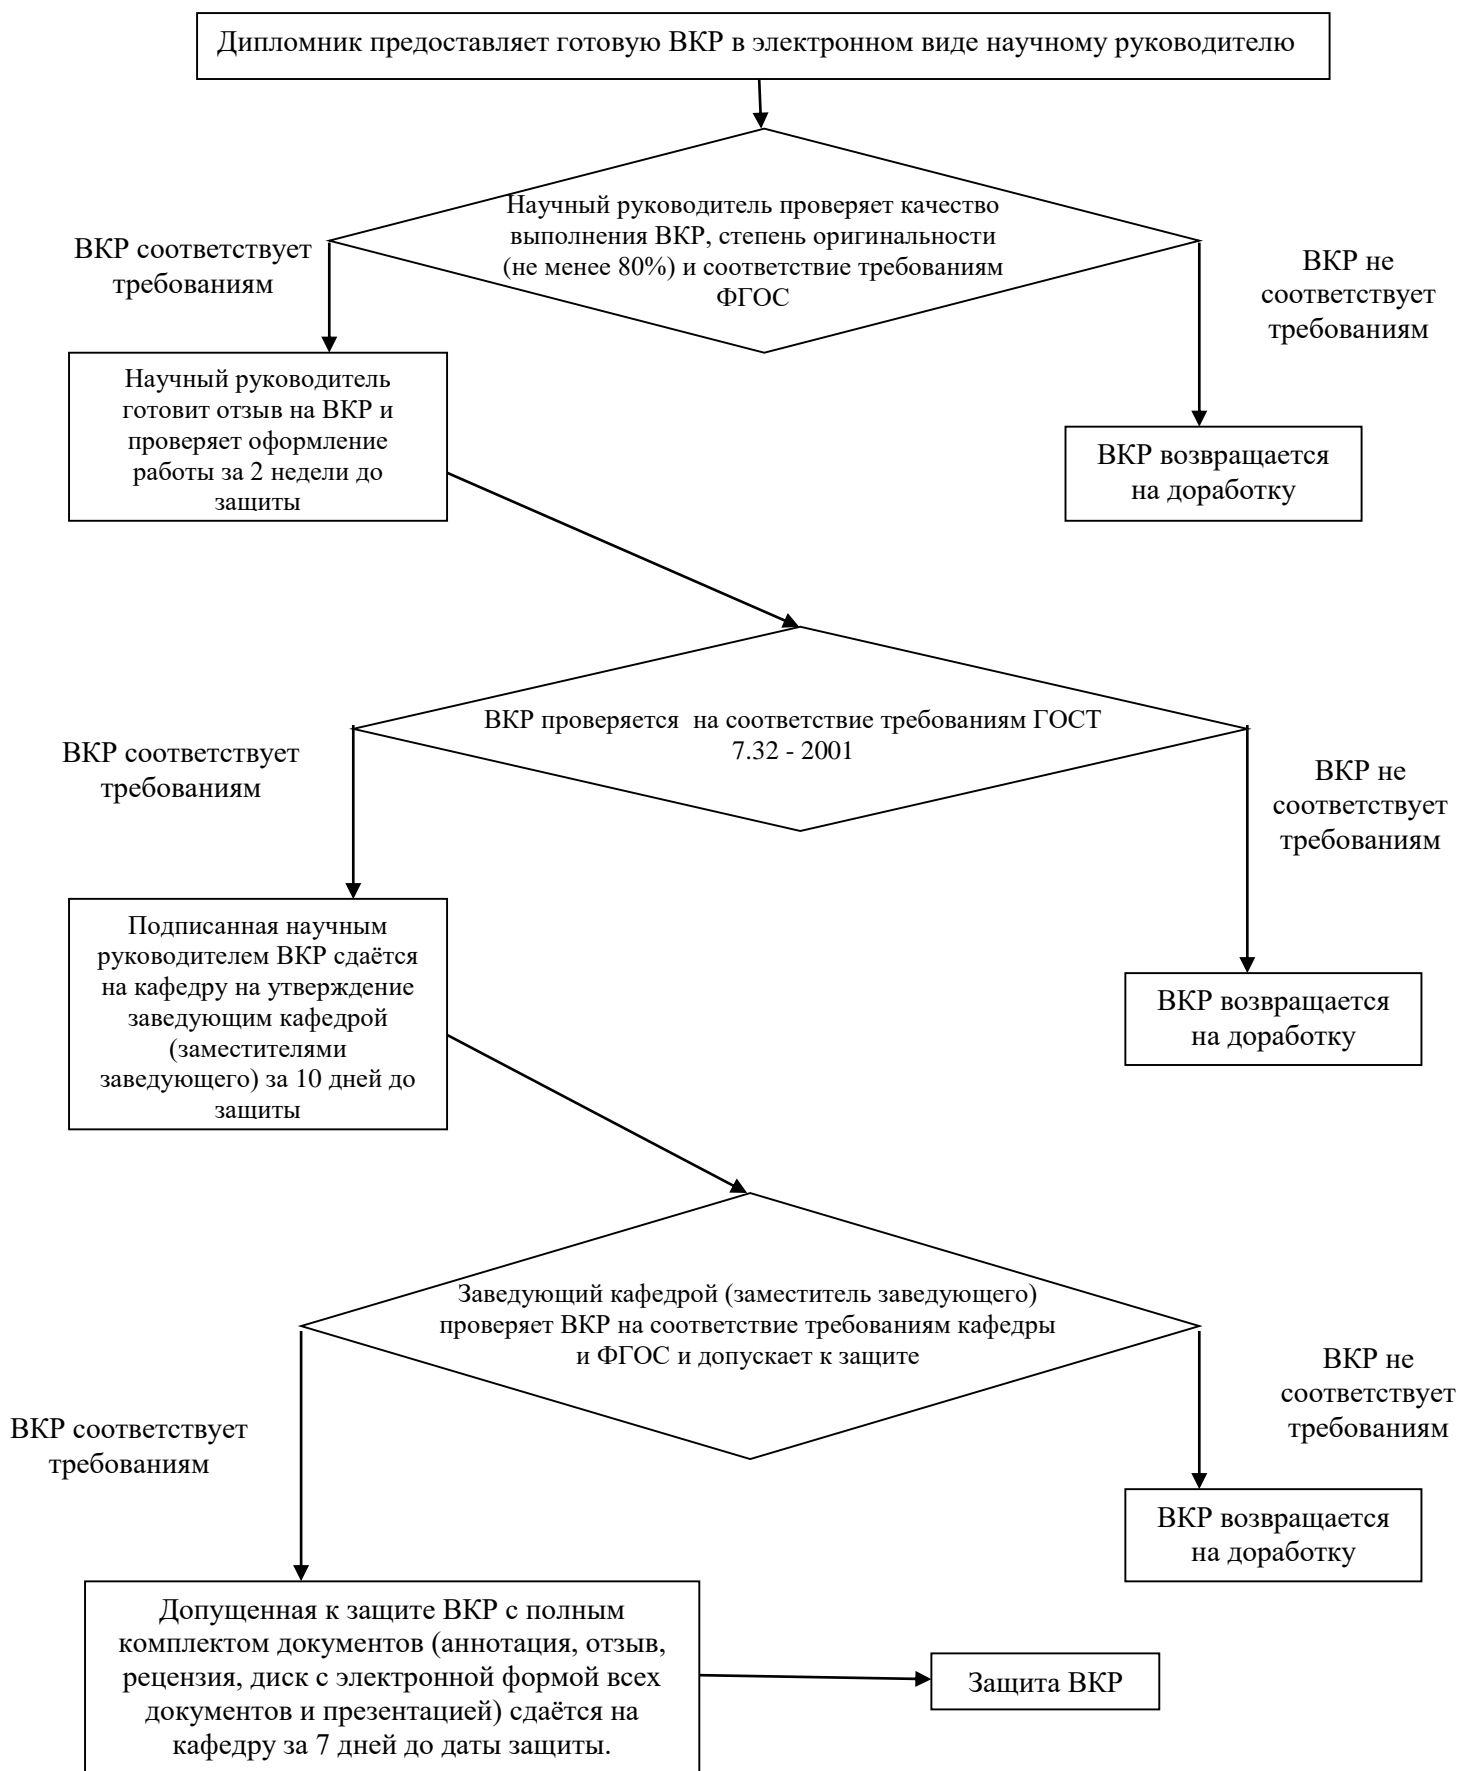 Дипломник предоставляет готовую ВКР в электронном виде научному руководителю
Научный руководитель проверяет качество
выполнения ВКР, степень оригинальности
(не менее 80%) и соответствие требованиям
ФГОС
ВКР соответствует
требованиям
ВКР не
соответствует
требованиям
Научный руководитель
готовит отзыв на ВКР и
проверяет оформление
работы за 2 недели до
защиты
ВКР возвращается
на доработку
ВКР проверяется на соответствие требованиям ГОСТ
7.32 - 2001
ВКР соответствует
требованиям
ВКР не
соответствует
требованиям
Подписанная научным
руководителем ВКР сдаётся
на кафедру на утверждение
заведующим кафедрой
(заместителями
заведующего) за 10 дней до
защиты
ВКР возвращается
на доработку
Заведующий кафедрой (заместитель заведующего)
проверяет ВКР на соответствие требованиям кафедры
и ФГОС и допускает к защите
ВКР соответствует
требованиям
ВКР не
соответствует
требованиям
ВКР возвращается
на доработку
Допущенная к защите ВКР с полным
комплектом документов (аннотация, отзыв,
рецензия, диск с электронной формой всех
документов и презентацией) сдаётся на
кафедру за 7 дней до даты защиты.
Защита ВКР